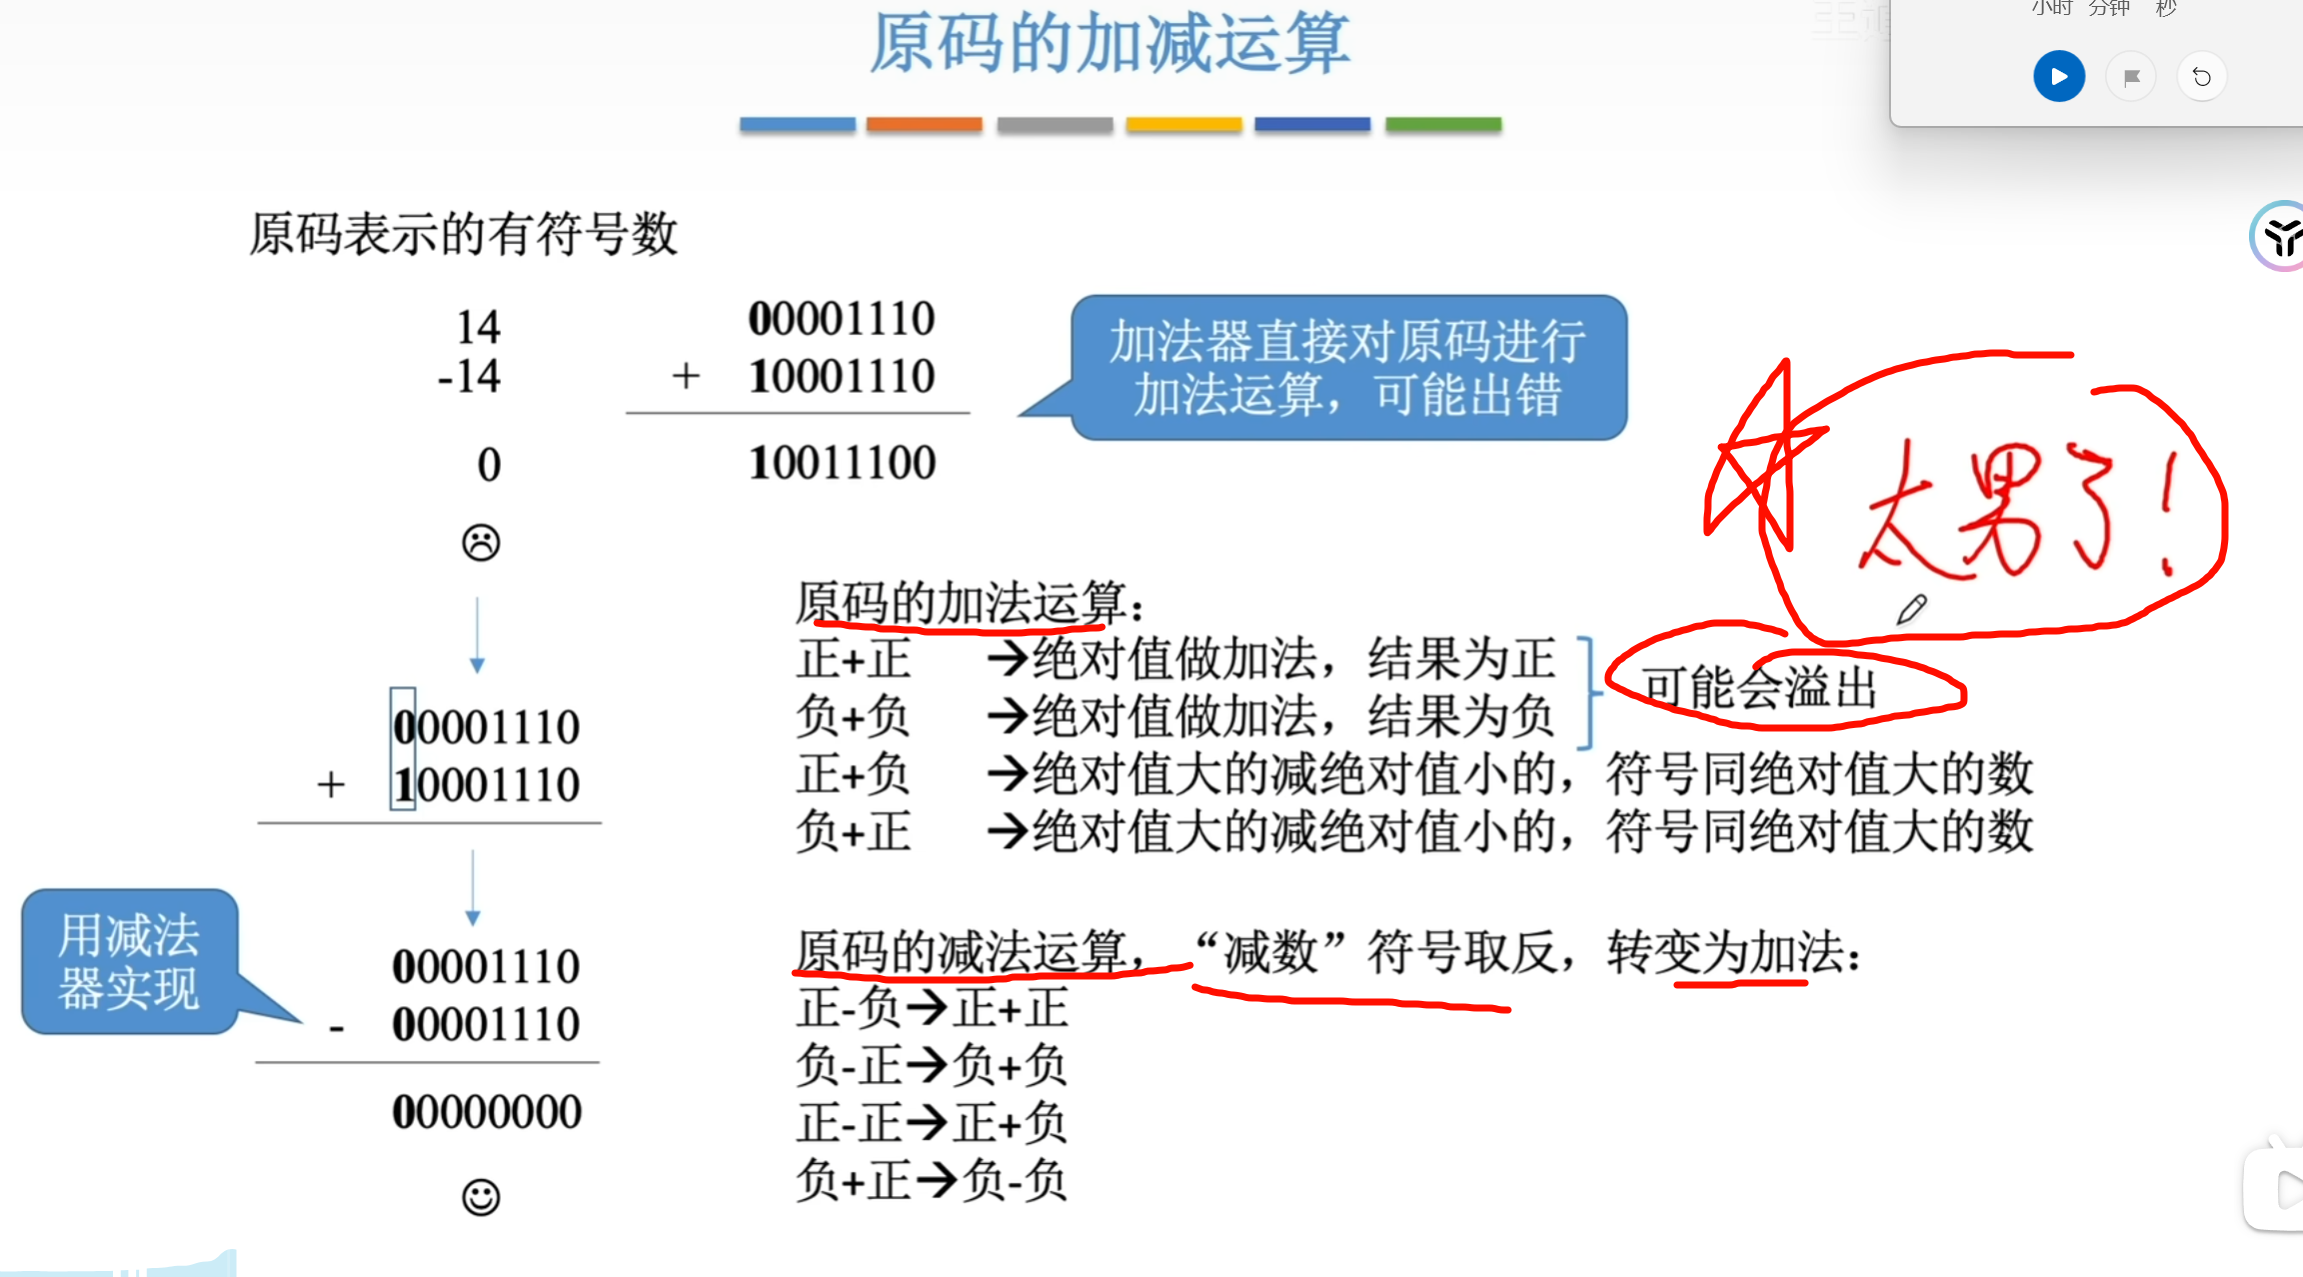 小时 分钟 秒
原码的加减运算
原码表示的有符号数
14
-14
0
00001110
+ 10001110
10011100
加法器直接对原码进行
加法运算，可能出错
太男了！
00001110
+ 10001110
用减法
器实现
00001110
- 00001110
00000000
原码的加法运算：
正+正 →绝对值做加法，结果为正
负+负 →绝对值做加法，结果为负
可能会溢出
正+负 →绝对值大的减绝对值小的，符号同绝对值大的数
负+正 →绝对值大的减绝对值小的，符号同绝对值大的数
原码的减法运算，“减数”符号取反，转变为加法：
正-负→正+正
负-正→负+负
正-正→正+负
负+正→负-负